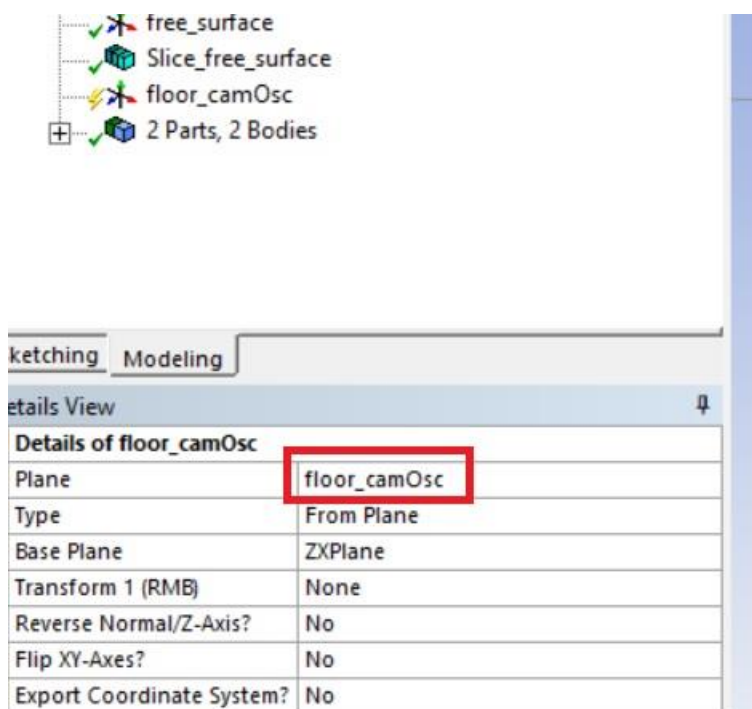 free_surface
Slice_free_surface
floor_camOsc
2 Parts, 2 Bodies
ketching Modeling
etails View
Details of floor_camOsc
Plane floor_camOsc
Type From Plane
Base Plane ZXPlane
Transform 1 (RMB) None
Reverse Normal/Z-Axis? No
Flip XY-Axes? No
Export Coordinate System? No